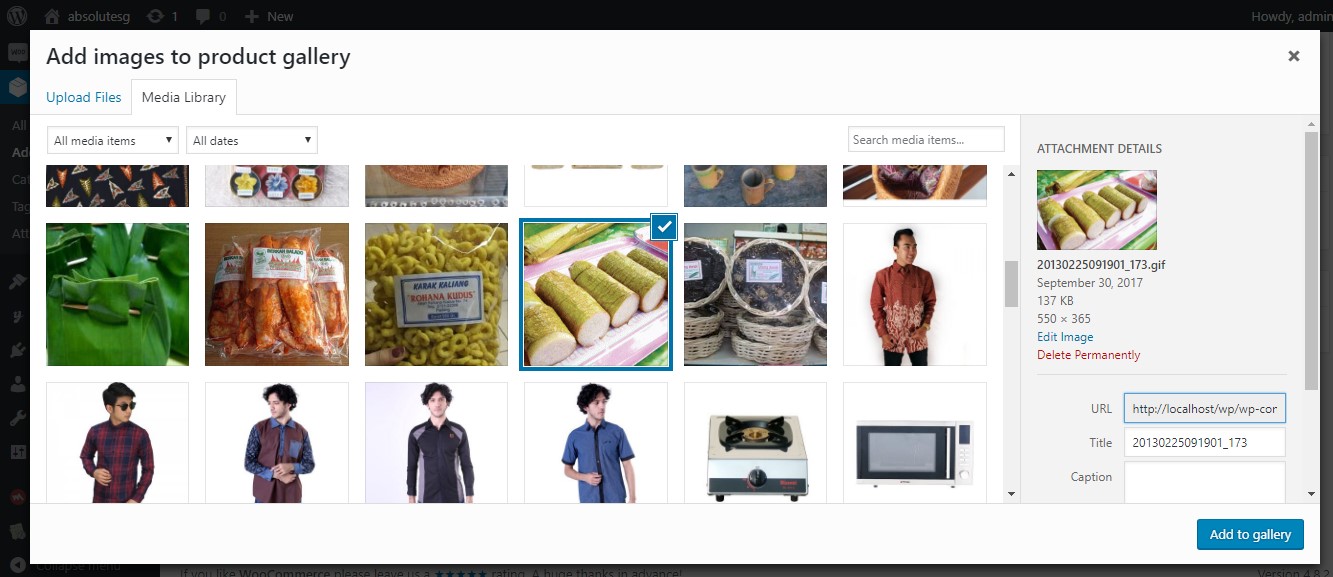 absolutesg
1
0
New
Howdy, admin
Add images to product gallery
Upload Files
Media Library
All media items
All dates
Search media items...
KARAK KALIANG
"ROHANA KUDUS"
ATTACHMENT DETAILS
20130225091901_173.gif
September 30, 2017
137 KB
550 × 365
Edit Image
Delete Permanently
URL
http://localhost/wp/wp-con
Title
20130225091901_173
Caption
Add to gallery
All
Ad
Cat
Tag
Att
Collapse menu
If you like WooCommerce please leave us a ★★★★★ rating. A huge thanks in advance!
Version 4.8.2